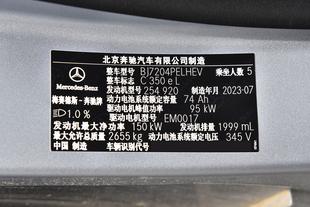 北京奔驰汽车有限公司制造
整车型号 BJ7204PELHEV 乘坐人数 5
整车标志 C 350 e L
Mercedes-Benz 发动机型号 254 920 制造年月 2023-07
梅赛德斯-奔驰牌 动力电池系统额定容量 74 Ah
1.0 % 驱动电机峰值功率 95 kW
驱动电机型号 EM0017
发动机最大净功率 150 kW 发动机排量 1999 mL
最大允许总质量 2655 kg 动力电池系统额定电压 345 V
中国 车辆识别代号